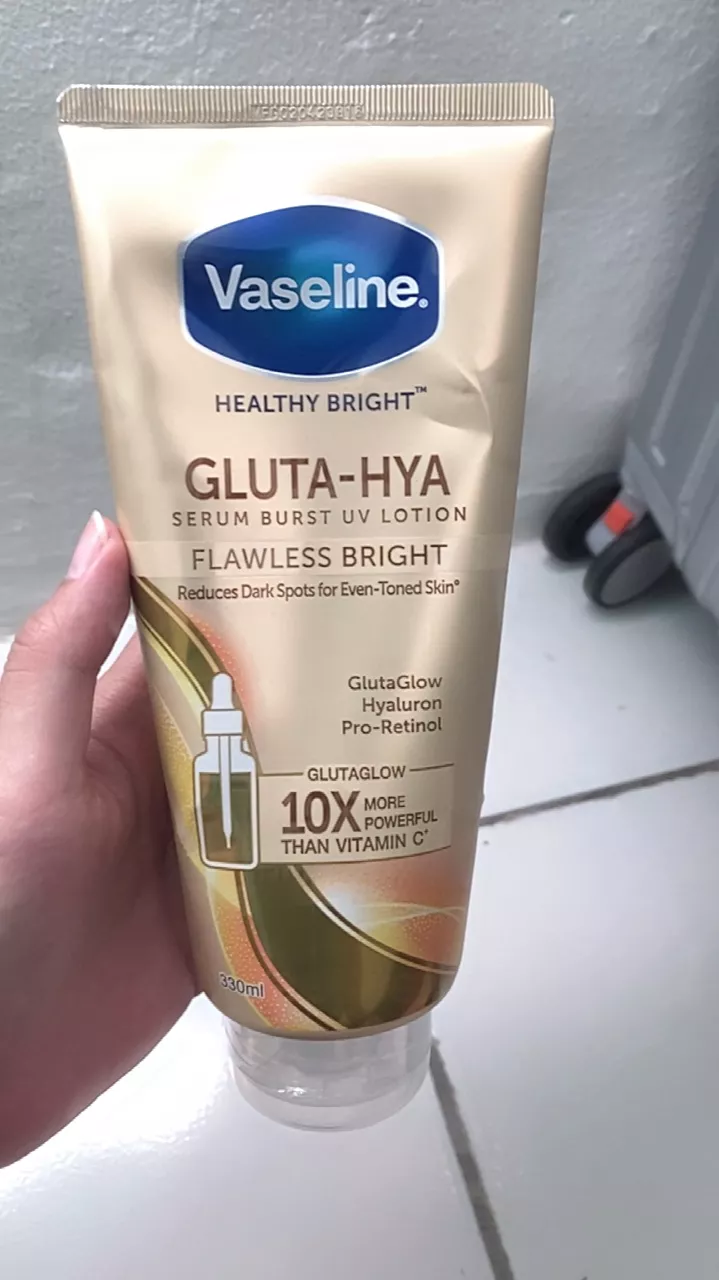 Vaseline.®
HEALTHY BRIGHT™
GLUTA-HYA
SERUM BURST UV LOTION
FLAWLESS BRIGHT
Reduces Dark Spots for Even-Toned Skin°
GlutaGlow
Hyaluron
Pro-Retinol
GLUTAGLOW
10X MORE
POWERFUL
THAN VITAMIN C⁺
330ml